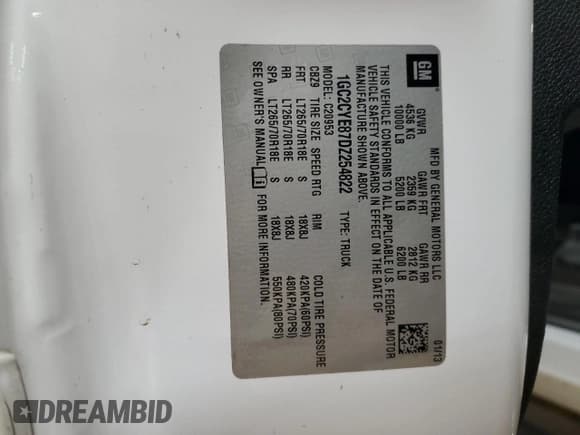 GM
MFD BY GENERAL MOTORS LLC 01/13
GVWR GAWR FRT GAWR RR
4536 KG 2359 KG 2812 KG
10000 LB 5200 LB 6200 LB
THIS VEHICLE CONFORMS TO ALL APPLICABLE U.S. FEDERAL MOTOR
VEHICLE SAFETY STANDARDS IN EFFECT ON THE DATE OF
MANUFACTURE SHOWN ABOVE.
1GC2CYE87DZ254822 TYPE: TRUCK
MODEL: C20953
CBZ9 TIRE SIZE SPEED RTG RIM COLD TIRE PRESSURE
FRT LT265/70R18E S 18X8J 420KPA(60PSI)
RR LT265/70R18E S 18X8J 480KPA(70PSI)
SPA LT265/70R18E S 18X8J 550KPA(80PSI)
SEE OWNER'S MANUAL FOR MORE INFORMATION
DREAMBID